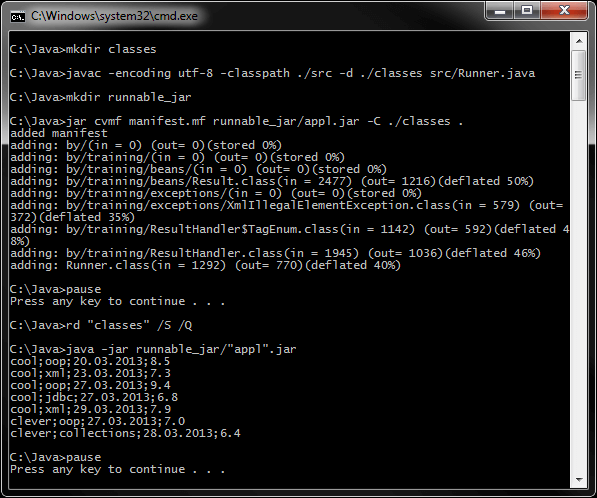 C:\Windows\system32\cmd.exe
C:\Java>mkdir classes
C:\Java>javac -encoding utf-8 -classpath ./src -d ./classes src/Runner.java
C:\Java>mkdir runnable_jar
C:\Java>jar cvmf manifest.mf runnable_jar/appl.jar -C ./classes .
added manifest
adding: by/(in = 0) (out= 0)(stored 0%)
adding: by/training/(in = 0) (out= 0)(stored 0%)
adding: by/training/beans/(in = 0) (out= 0)(stored 0%)
adding: by/training/beans/Result.class(in = 2477) (out= 1216)(deflated 50%)
adding: by/training/exceptions/(in = 0) (out= 0)(stored 0%)
adding: by/training/exceptions/XmlIllegalElementException.class(in = 579) (out=
372)(deflated 35%)
adding: by/training/ResultHandler$TagEnum.class(in = 1142) (out= 592)(deflated 4
8%)
adding: by/training/ResultHandler.class(in = 1945) (out= 1036)(deflated 46%)
adding: Runner.class(in = 1292) (out= 770)(deflated 40%)
C:\Java>pause
Press any key to continue . . .
C:\Java>rd "classes" /S /Q
C:\Java>java -jar runnable_jar/"appl".jar
cool;oop;20.03.2013;8.5
cool;xml;23.03.2013;7.3
cool;oop;27.03.2013;9.4
cool;jdbc;27.03.2013;6.8
cool;xml;29.03.2013;7.9
clever;oop;27.03.2013;7.0
clever;collections;28.03.2013;6.4
C:\Java>pause
Press any key to continue . . .